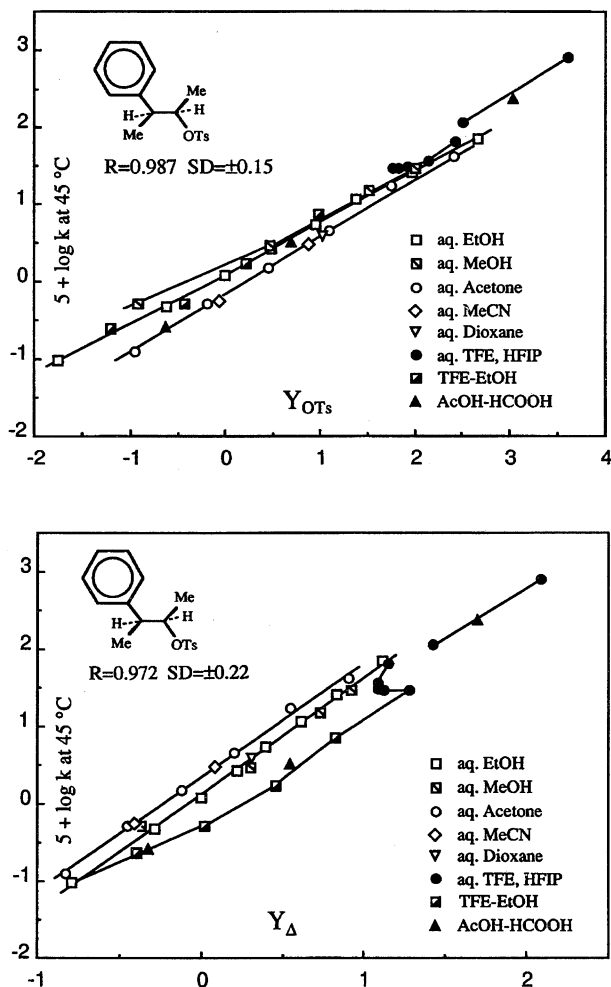 3
2
1
0
-1
-2
5 + log k at 45 °C
Me
H
H
Me
OTs
R=0.987 SD=±0.15
aq. EtOH
aq. MeOH
aq. Acetone
aq. MeCN
aq. Dioxane
aq. TFE, HFIP
TFE-EtOH
AcOH-HCOOH
Y_OTs
-2 -1 0 1 2 3 4
3
2
1
0
-1
-2
5 + log k at 45 °C
Me
H
H
Me
OTs
R=0.972 SD=±0.22
aq. EtOH
aq. MeOH
aq. Acetone
aq. MeCN
aq. Dioxane
aq. TFE, HFIP
TFE-EtOH
AcOH-HCOOH
Y_Δ
-1 0 1 2